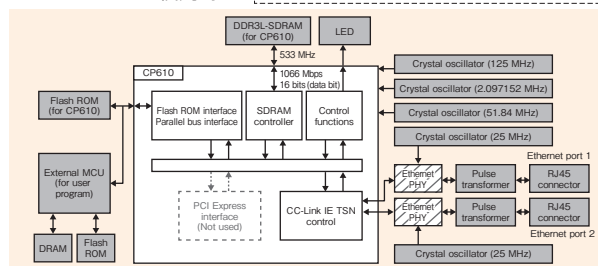 DDR3L-SDRAM
(for CP610)
LED
533 MHz
CP610
1066 Mbps
16 bits (data bit)
Crystal oscillator (125 MHz)
Crystal oscillator (2.097152 MHz)
Crystal oscillator (51.84 MHz)
Crystal oscillator (25 MHz)
Flash ROM
(for CP610)
Flash ROM interface
Parallel bus interface
SDRAM
controller
Control
functions
Ethernet port 1
External MCU
(for user
program)
Ethernet
PHY
Pulse
transformer
RJ45
connector
PCI Express
interface
(Not used)
CC-Link IE TSN
control
Ethernet
PHY
Pulse
transformer
RJ45
connector
Ethernet port 2
DRAM
Flash
ROM
Crystal oscillator (25 MHz)